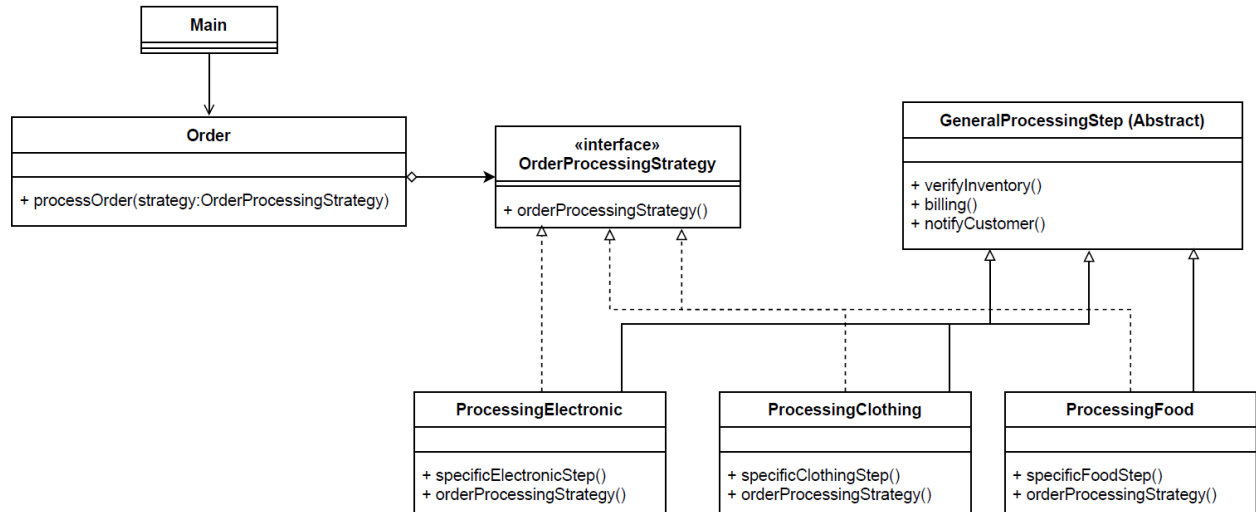 Main
Order
+ processOrder(strategy:OrderProcessingStrategy)
«interface»
OrderProcessingStrategy
+ orderProcessingStrategy()
GeneralProcessingStep (Abstract)
+ verifyInventory()
+ billing()
+ notifyCustomer()
ProcessingElectronic
+ specificElectronicStep()
+ orderProcessingStrategy()
ProcessingClothing
+ specificClothingStep()
+ orderProcessingStrategy()
ProcessingFood
+ specificFoodStep()
+ orderProcessingStrategy()